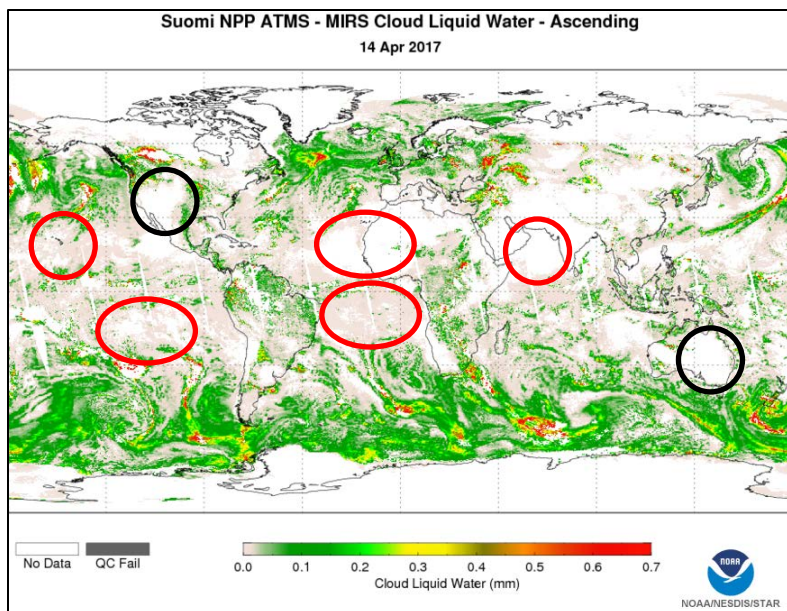 Suomi NPP ATMS - MIRS Cloud Liquid Water - Ascending
14 Apr 2017
No Data
QC Fail
0.0 0.1 0.2 0.3 0.4 0.5 0.6 0.7
Cloud Liquid Water (mm)
NOAA
NOAA/NESDIS/STAR